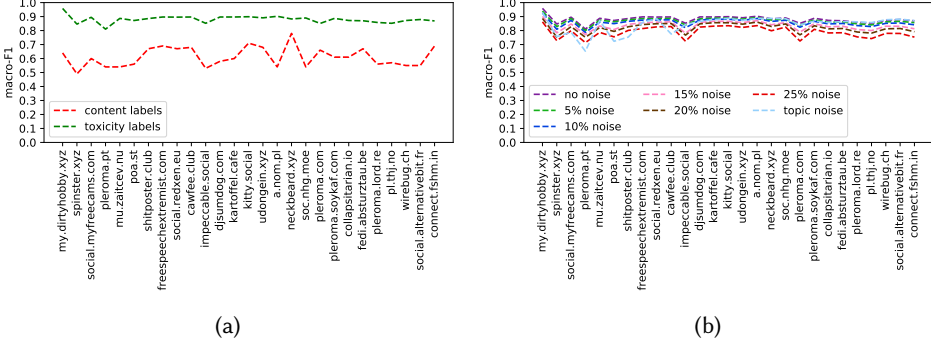 macro-F1
1.0
0.9
0.8
0.7
0.6
0.5
0.4
0.3
0.2
0.1
0.0
content labels
toxicity labels
my.dirtyhobby.xyz
spinster.xyz
social.myfreecams.com
pleroma.pt
mu.zaitcev.nu
poa.st
shitposter.club
freespeechextremist.com
social.redxen.eu
cawfee.club
impeccable.social
djsumdog.com
kartoffel.cafe
kitty.social
udongein.xyz
a.nom.pl
neckbeard.xyz
soc.nhg.moe
pleroma.com
pleroma.soykaf.com
collapsitarian.io
fedi.absturztau.be
pleroma.lord.re
pl.thj.no
wirebug.ch
social.alternativebit.fr
connect.fshm.in
(a)
macro-F1
1.0
0.9
0.8
0.7
0.6
0.5
0.4
0.3
0.2
0.1
0.0
no noise
5% noise
10% noise
15% noise
20% noise
25% noise
topic noise
my.dirtyhobby.xyz
spinster.xyz
social.myfreecams.com
pleroma.pt
mu.zaitcev.nu
poa.st
shitposter.club
freespeechextremist.com
social.redxen.eu
cawfee.club
impeccable.social
djsumdog.com
kartoffel.cafe
kitty.social
udongein.xyz
a.nom.pl
neckbeard.xyz
soc.nhg.moe
pleroma.com
pleroma.soykaf.com
collapsitarian.io
fedi.absturztau.be
pleroma.lord.re
pl.thj.no
wirebug.ch
social.alternativebit.fr
connect.fshm.in
(b)